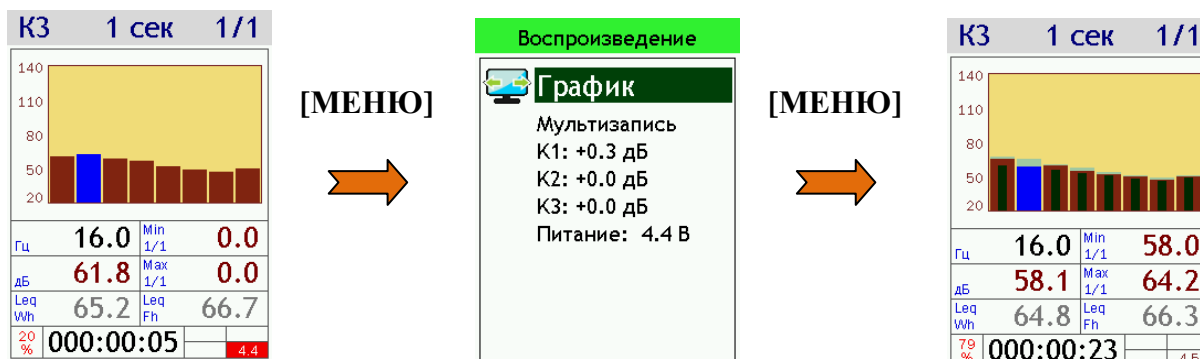 К3 1 сек 1/1
140
110
80
50
20
Гц 16.0 Min 1/1 0.0
дБ 61.8 Max 1/1 0.0
Leq Wh 65.2 Leq Fh 66.7
20 % 000:00:05 4.4
[МЕНЮ]
Воспроизведение
График
Мультизапись
К1: +0.3 дБ
К2: +0.0 дБ
К3: +0.0 дБ
Питание: 4.4 В
[МЕНЮ]
К3 1 сек 1/1
140
110
80
50
20
Гц 16.0 Min 1/1 58.0
дБ 58.1 Max 1/1 64.2
Leq Wh 64.8 Leq Fh 66.3
79 % 000:00:23